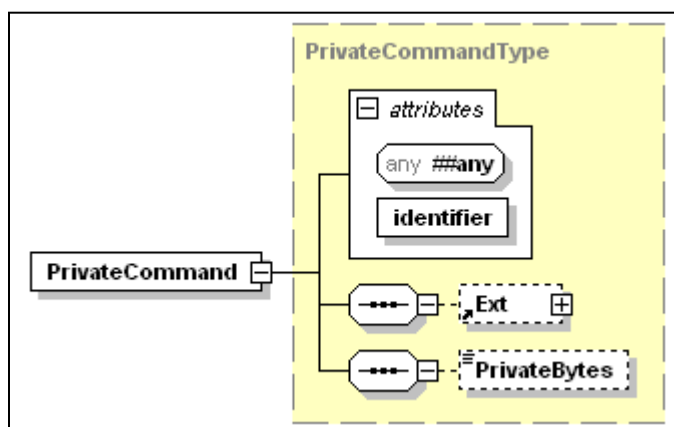 PrivateCommandType
attributes
any ##any
identifier
PrivateCommand
Ext
PrivateBytes